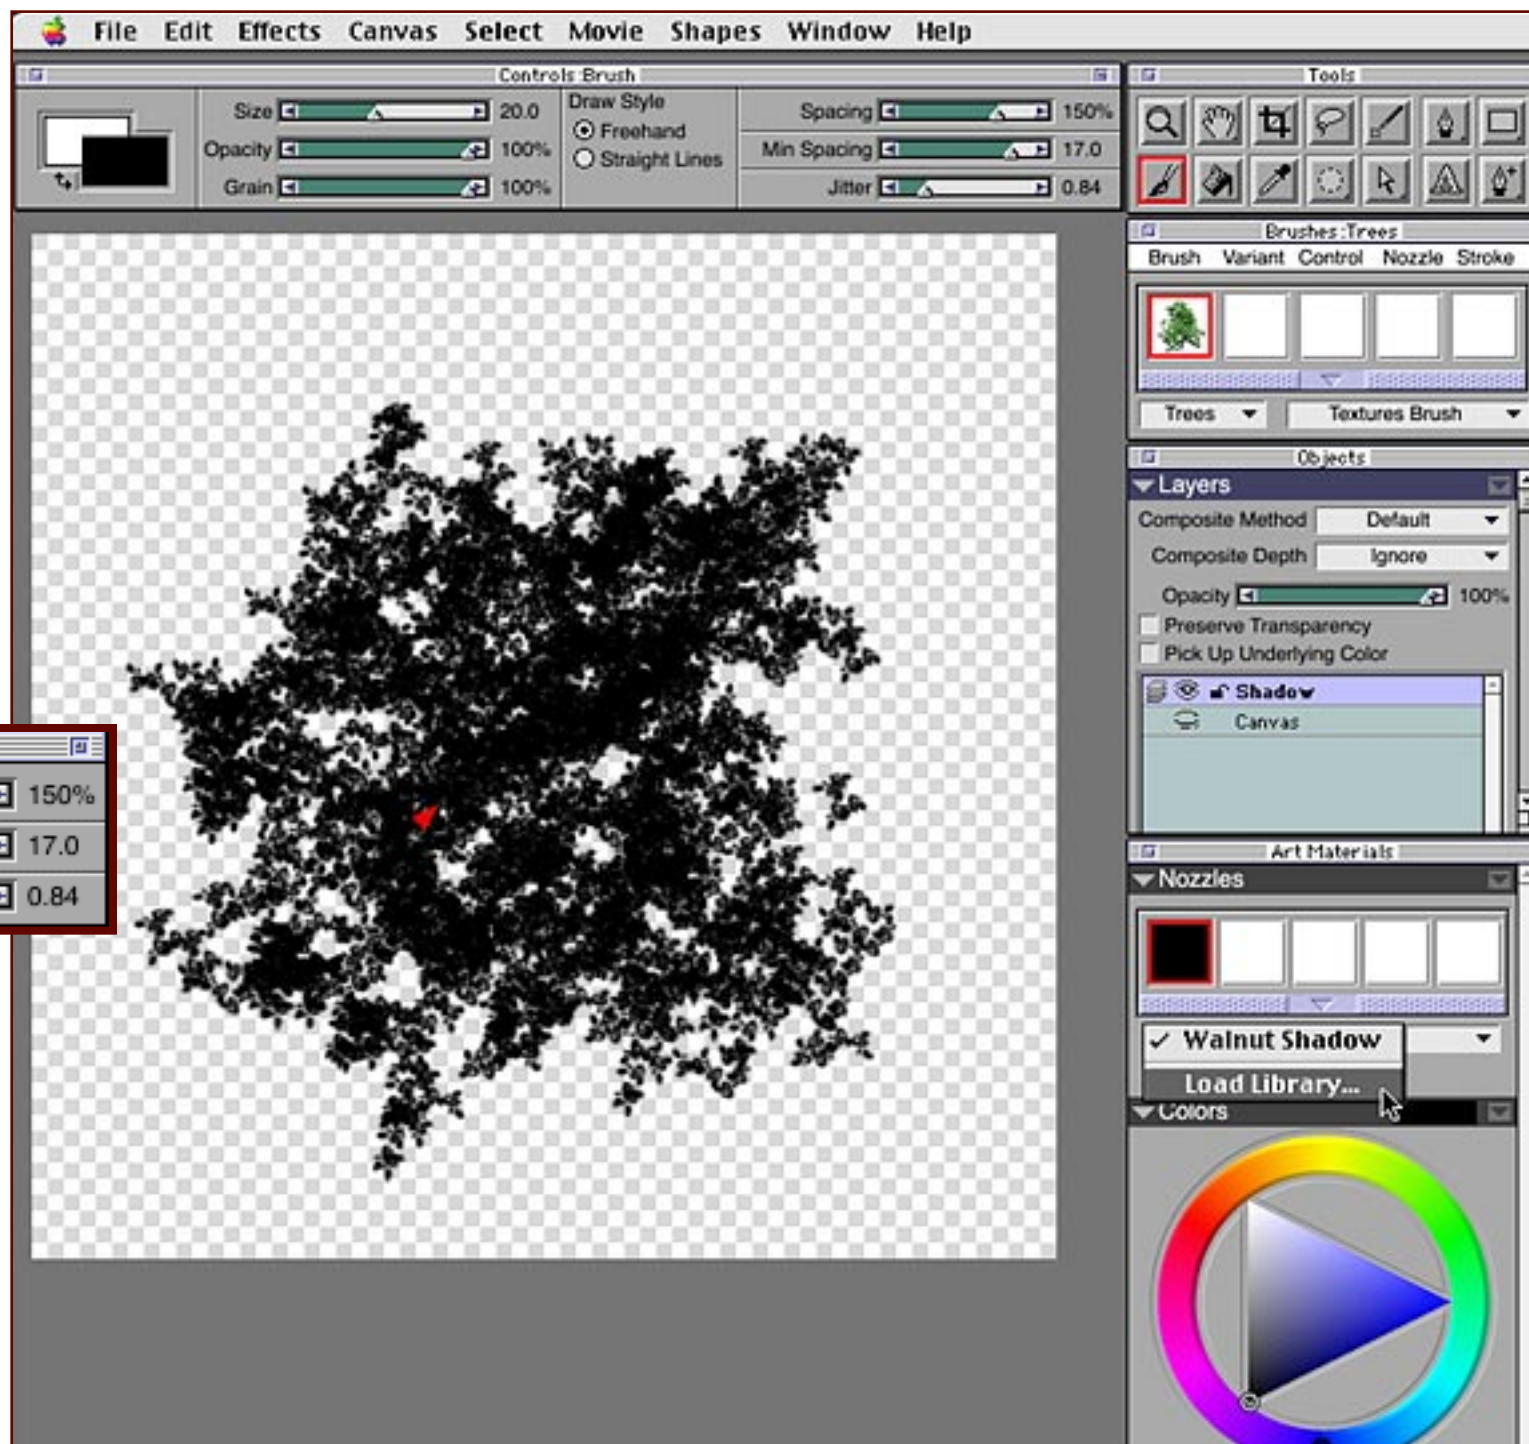 File Edit Effects Canvas Select Movie Shapes Window Help
Controls:Brush
Size 20.0
Opacity 100%
Grain 100%
Draw Style
Freehand
Straight Lines
Spacing 150%
Min Spacing 17.0
Jitter 0.84
Tools
Brushes:Trees
Brush Variant Control Nozzle Stroke
Trees Textures Brush
Objects
Layers
Composite Method Default
Composite Depth Ignore
Opacity 100%
Preserve Transparency
Pick Up Underlying Color
Shadow
Canvas
150%
17.0
0.84
Art Materials
Nozzles
Walnut Shadow
Load Library...
Colors